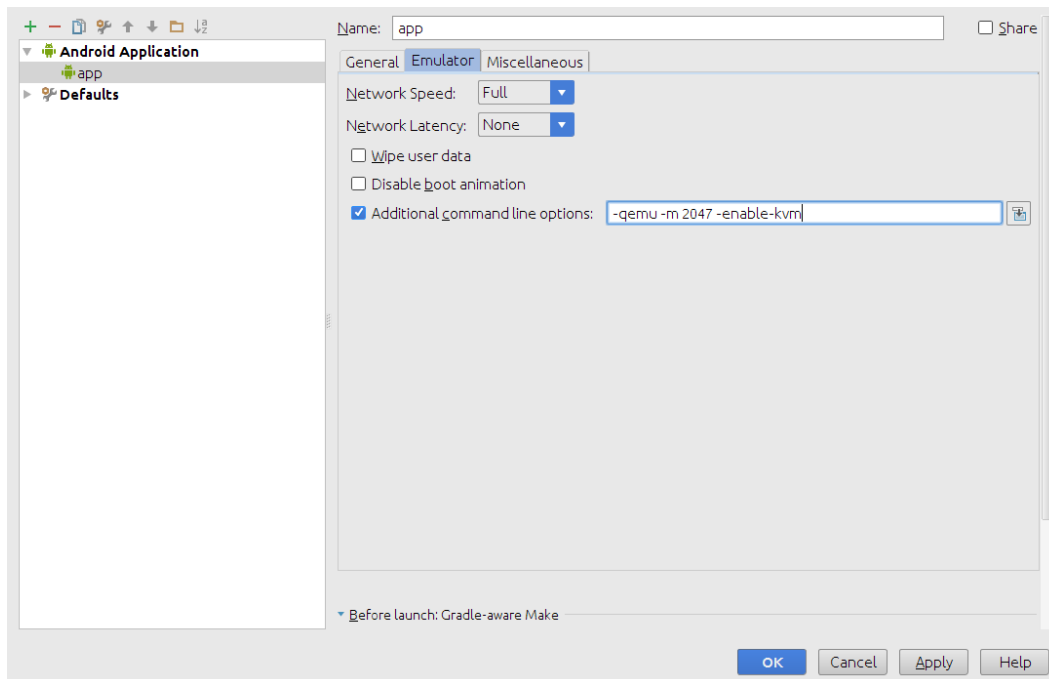 Name: app Share
Android Application
app
Defaults
General Emulator Miscellaneous
Network Speed: Full
Network Latency: None
Wipe user data
Disable boot animation
Additional command line options: -qemu -m 2047 -enable-kvm
Before launch: Gradle-aware Make
OK Cancel Apply Help